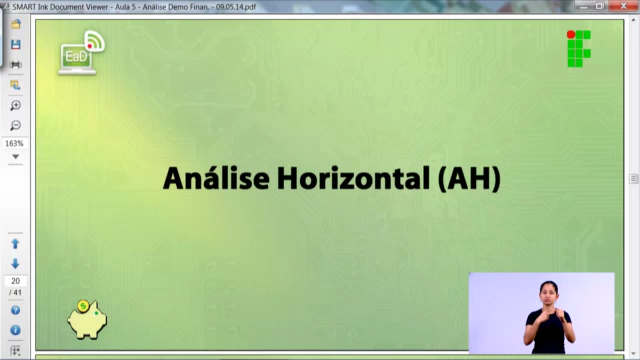 SMART Ink Document Viewer - Aula 5 - Análise Demo Finan. - 09.05.14.pdf
EaD
163%
Análise Horizontal (AH)
20
/ 41